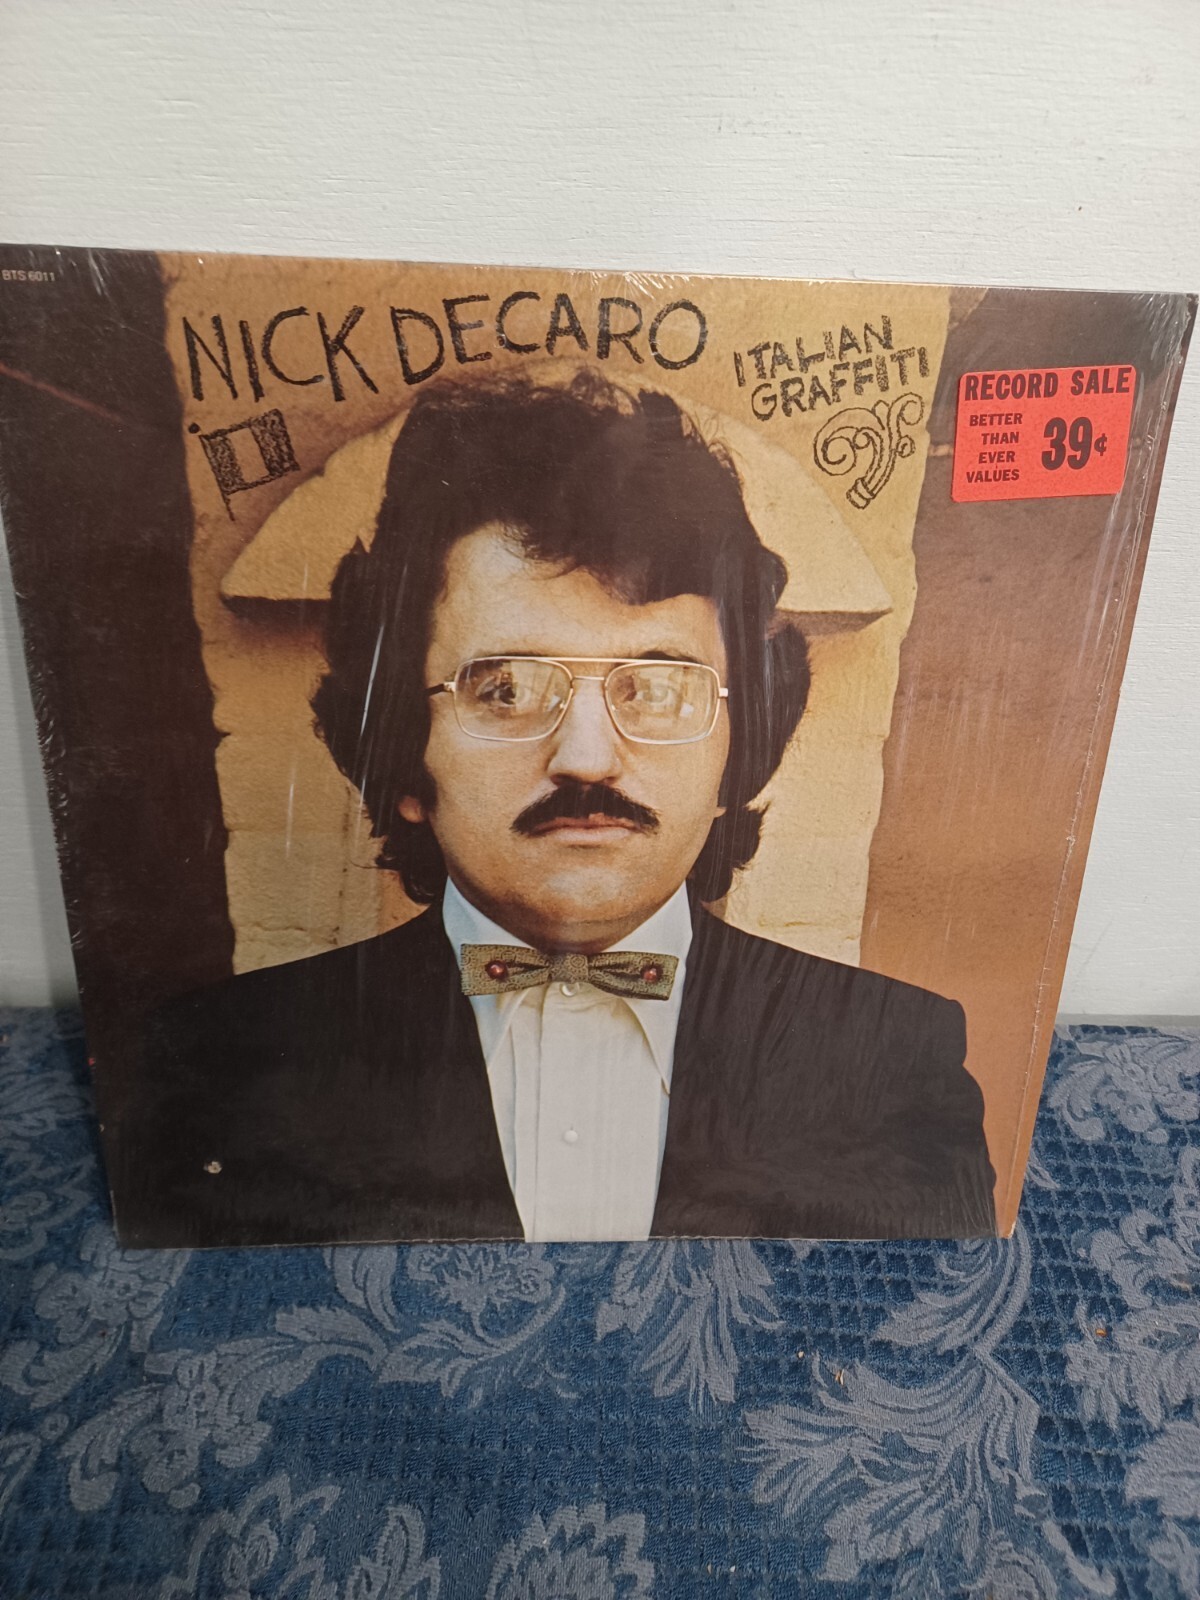 BTS 6011
NICK DECARO
ITALIAN
GRAFFITI
RECORD SALE
BETTER
THAN
EVER
VALUES
39¢